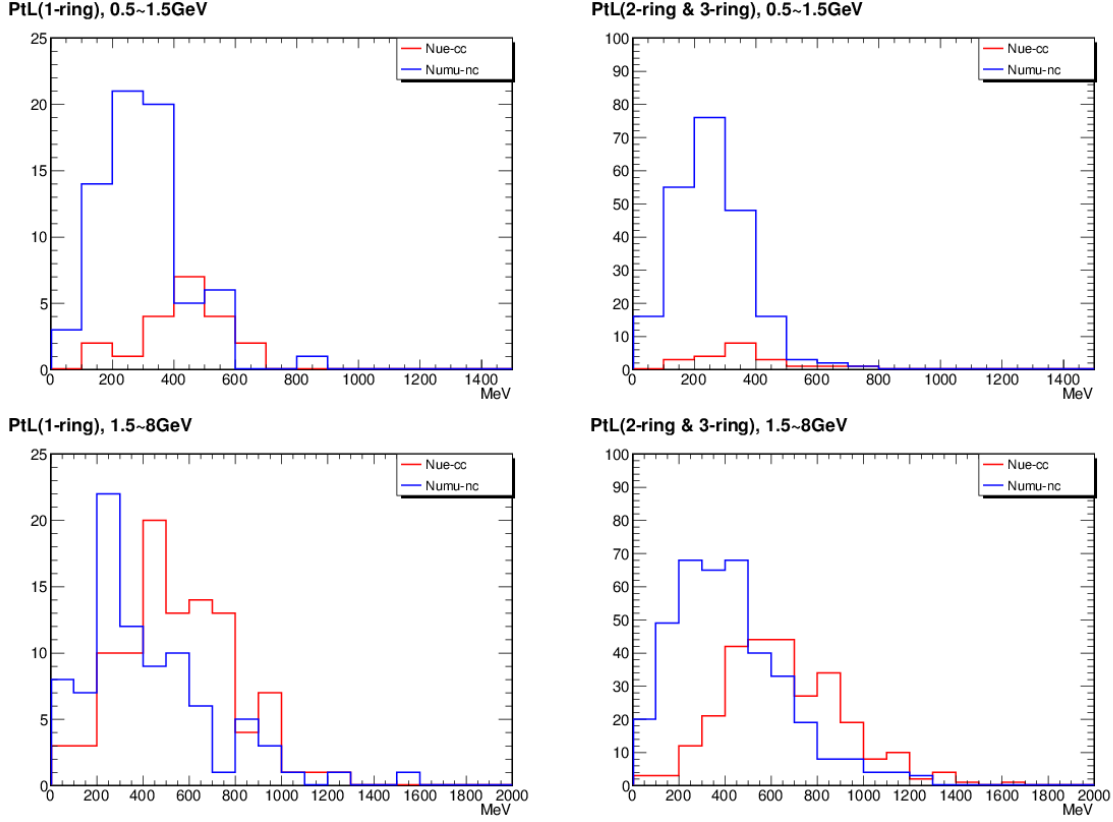 PtL(1-ring), 0.5~1.5GeV
25
20
15
10
5
0
0 200 400 600 800 1000 1200 1400
MeV
Nue-cc
Numu-nc
PtL(2-ring & 3-ring), 0.5~1.5GeV
100
90
80
70
60
50
40
30
20
10
0
0 200 400 600 800 1000 1200 1400
MeV
Nue-cc
Numu-nc
PtL(1-ring), 1.5~8GeV
25
20
15
10
5
0
0 200 400 600 800 1000 1200 1400 1600 1800 2000
MeV
Nue-cc
Numu-nc
PtL(2-ring & 3-ring), 1.5~8GeV
100
90
80
70
60
50
40
30
20
10
0
0 200 400 600 800 1000 1200 1400 1600 1800 2000
MeV
Nue-cc
Numu-nc